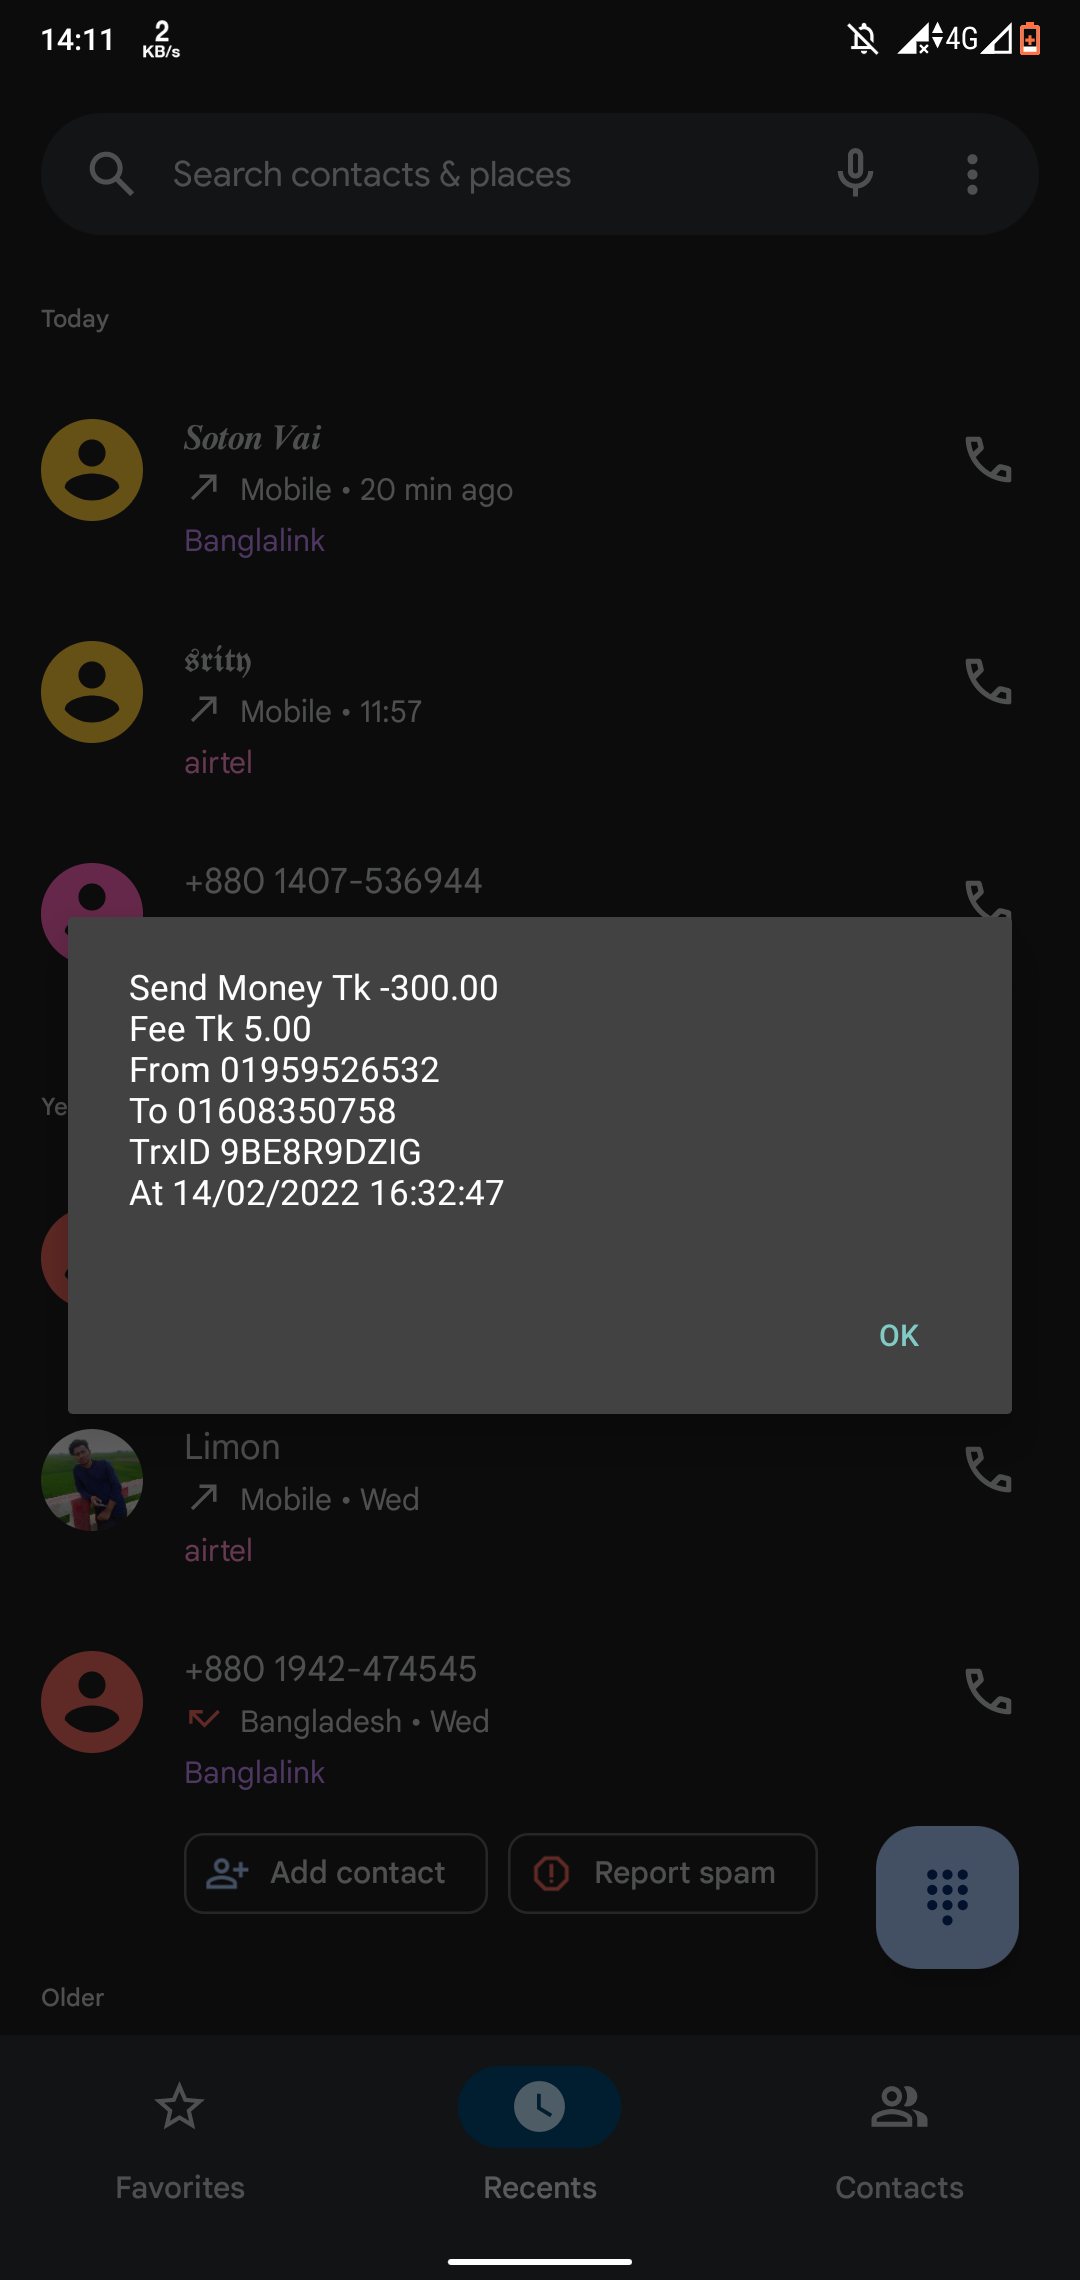 14:11
2
KB/s
4G
Search contacts & places
Today
Soton Vai
Mobile • 20 min ago
Banglalink
srity
Mobile • 11:57
airtel
+880 1407-536944
Ye
Send Money Tk -300.00
Fee Tk 5.00
From 01959526532
To 01608350758
TrxID 9BE8R9DZIG
At 14/02/2022 16:32:47
OK
Limon
Mobile • Wed
airtel
+880 1942-474545
Bangladesh • Wed
Banglalink
Add contact
Report spam
Older
Favorites
Recents
Contacts